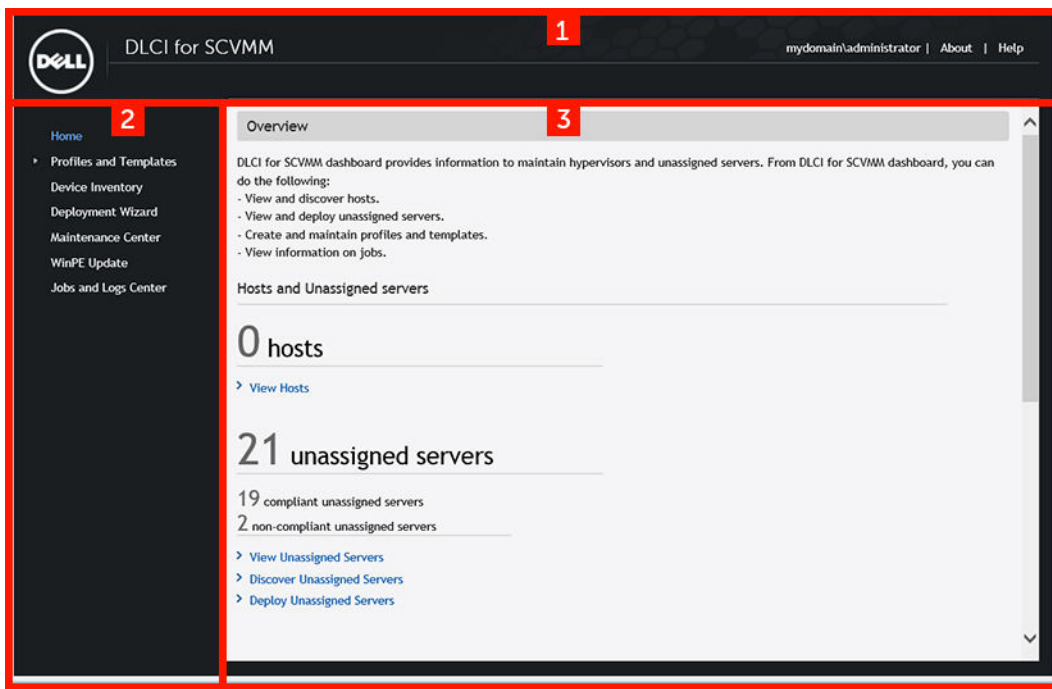 1
DELL
DLCI for SCVMM
mydomain\administrator | About | Help
2
Home
Profiles and Templates
Device Inventory
Deployment Wizard
Maintenance Center
WinPE Update
Jobs and Logs Center
3
Overview
DLCI for SCVMM dashboard provides information to maintain hypervisors and unassigned servers. From DLCI for SCVMM dashboard, you can
do the following:
- View and discover hosts.
- View and deploy unassigned servers.
- Create and maintain profiles and templates.
- View information on jobs.
Hosts and Unassigned servers
0 hosts
View Hosts
21 unassigned servers
19 compliant unassigned servers
2 non-compliant unassigned servers
View Unassigned Servers
Discover Unassigned Servers
Deploy Unassigned Servers